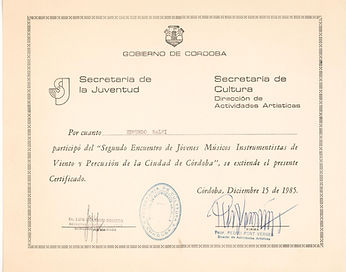 GOBIERNO DE CORDOBA
Secretaría de
la Juventud
Secretaría de
Cultura
Dirección de
Actividades Artísticas
Por cuanto
participó del "Segundo Encuentro de Jóvenes Músicos Instrumentistas de
Viento y Percusión de la Ciudad de Córdoba", se extiende el presente
Certificado.
Córdoba, Diciembre 15 de 1985.